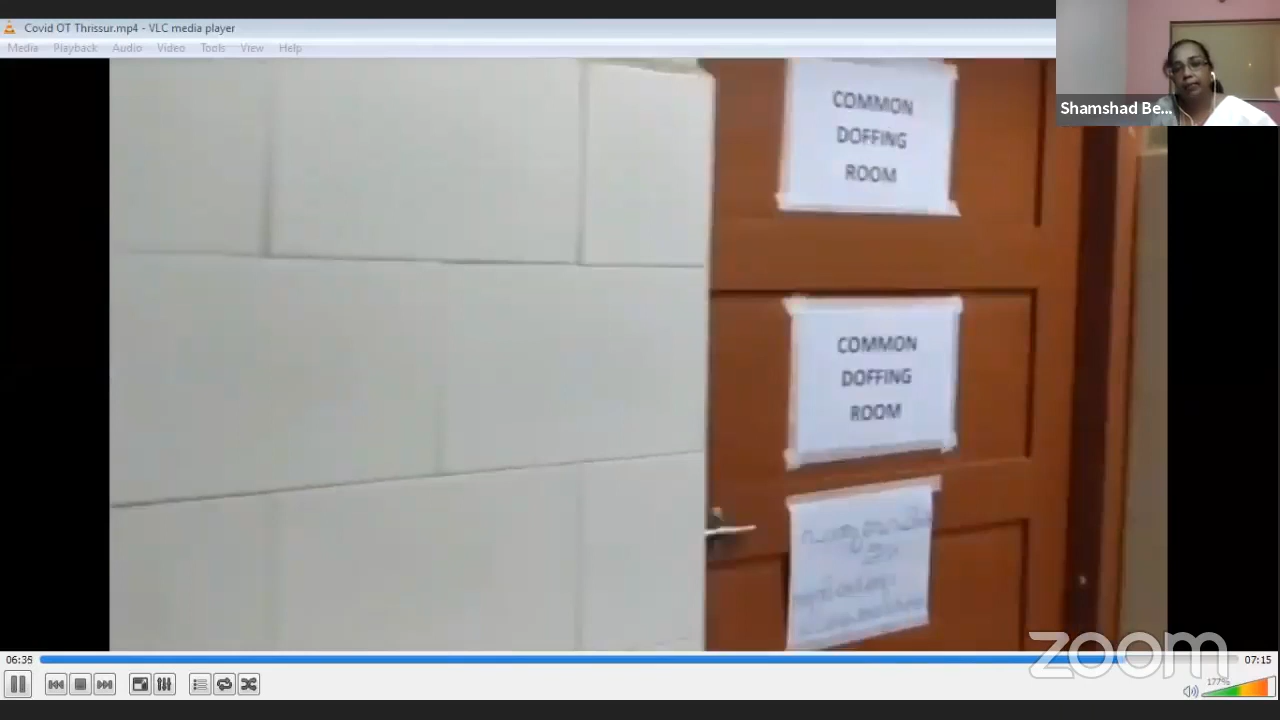 Covid OT Thrissur.mp4 - VLC media player
Media Playback Audio Video Tools View Help
Shamshad Be...
COMMON
DOFFING
ROOM
COMMON
DOFFING
ROOM
06:35
07:15
177%
zoom